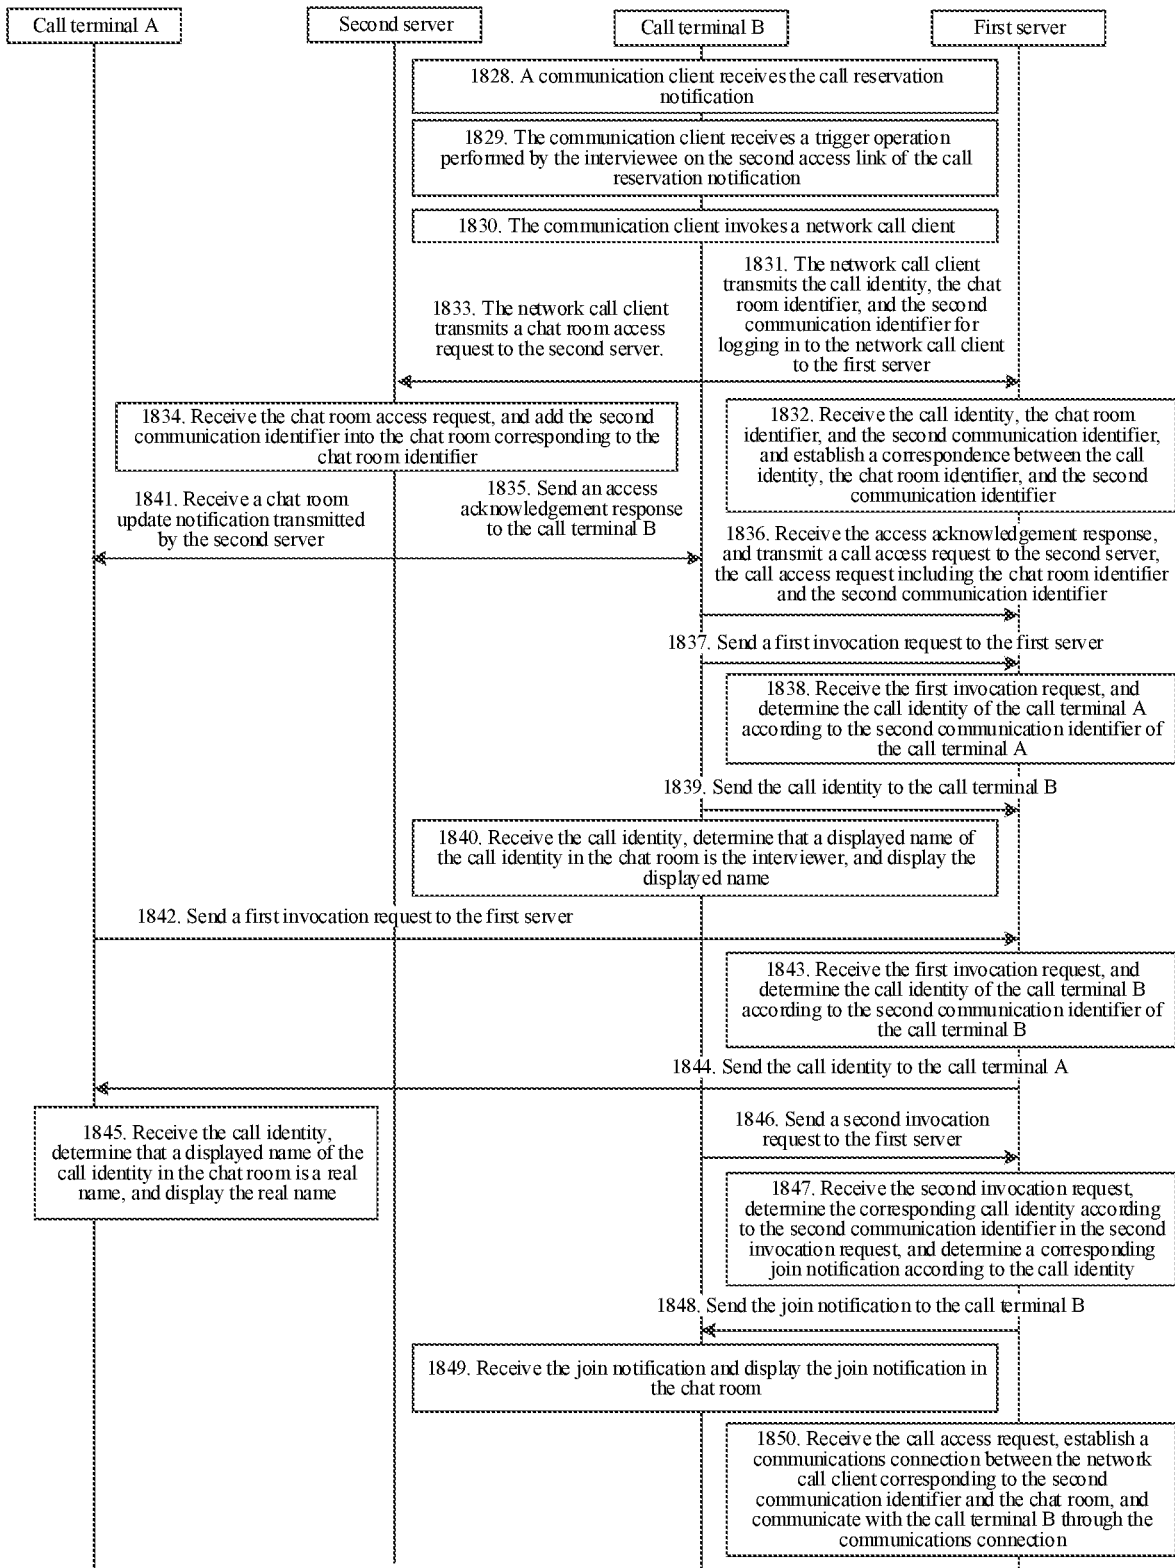 Call terminal A
Second server
Call terminal B
First server
1828. A communication client receives the call reservation
notification
1829. The communication client receives a trigger operation
performed by the interviewee on the second access link of the call
reservation notification
1830. The communication client invokes a network call client
1831. The network call client
transmits the call identity, the chat
room identifier, and the second
communication identifier for
logging in to the network call client
to the first server
1833. The network call client
transmits a chat room access
request to the second server.
1834. Receive the chat room access request, and add the second
communication identifier into the chat room corresponding to the
chat room identifier
1832. Receive the call identity, the chat room
identifier, and the second communication identifier,
and establish a correspondence between the call
identity, the chat room identifier, and the second
communication identifier
1841. Receive a chat room
update notification transmitted
by the second server
1835. Send an access
acknowledgement response
to the call terminal B
1836. Receive the access acknowledgement response,
and transmit a call access request to the second server,
the call access request including the chat room identifier
and the second communication identifier
1837. Send a first invocation request to the first server
1838. Receive the first invocation request, and
determine the call identity of the call terminal A
according to the second communication identifier of
the call terminal A
1839. Send the call identity to the call terminal B
1840. Receive the call identity, determine that a displayed name of
the call identity in the chat room is the interviewer, and display the
displayed name
1842. Send a first invocation request to the first server
1843. Receive the first invocation request, and
determine the call identity of the call terminal B
according to the second communication identifier of
the call terminal B
1844. Send the call identity to the call terminal A
1845. Receive the call identity,
determine that a displayed name of the
call identity in the chat room is a real
name, and display the real name
1846. Send a second invocation
request to the first server
1847. Receive the second invocation request,
determine the corresponding call identity according
to the second communication identifier in the second
invocation request, and determine a corresponding
join notification according to the call identity
1848. Send the join notification to the call terminal B
1849. Receive the join notification and display the join notification in
the chat room
1850. Receive the call access request, establish a
communications connection between the network
call client corresponding to the second
communication identifier and the chat room, and
communicate with the call terminal B through the
communications connection